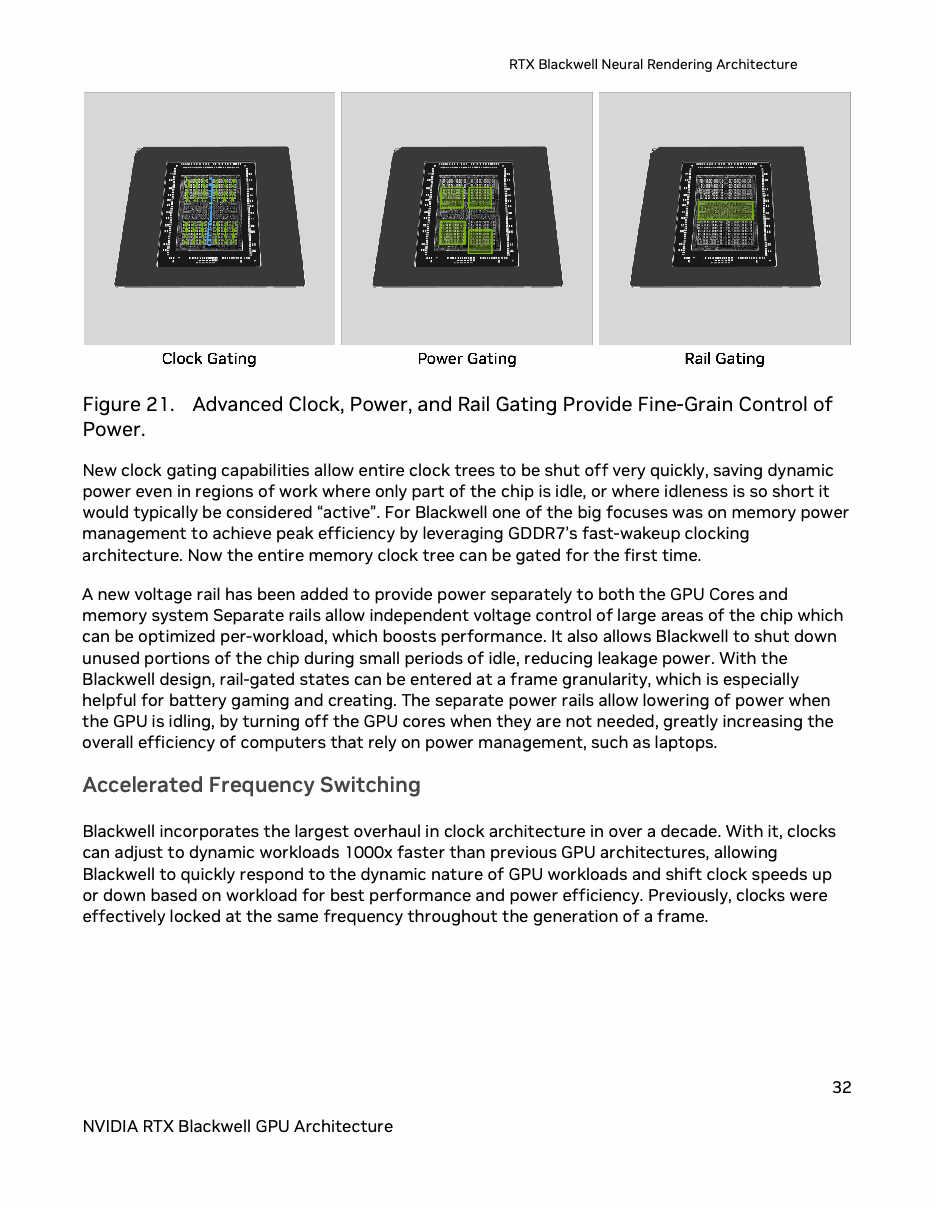 RTX Blackwell Neural Rendering Architecture
Clock Gating
Power Gating
Rail Gating
Figure 21. Advanced Clock, Power, and Rail Gating Provide Fine-Grain Control of
Power.
New clock gating capabilities allow entire clock trees to be shut off very quickly, saving dynamic
power even in regions of work where only part of the chip is idle, or where idleness is so short it
would typically be considered “active”. For Blackwell one of the big focuses was on memory power
management to achieve peak efficiency by leveraging GDDR7’s fast-wakeup clocking
architecture. Now the entire memory clock tree can be gated for the first time.
A new voltage rail has been added to provide power separately to both the GPU Cores and
memory system Separate rails allow independent voltage control of large areas of the chip which
can be optimized per-workload, which boosts performance. It also allows Blackwell to shut down
unused portions of the chip during small periods of idle, reducing leakage power. With the
Blackwell design, rail-gated states can be entered at a frame granularity, which is especially
helpful for battery gaming and creating. The separate power rails allow lowering of power when
the GPU is idling, by turning off the GPU cores when they are not needed, greatly increasing the
overall efficiency of computers that rely on power management, such as laptops.
Accelerated Frequency Switching
Blackwell incorporates the largest overhaul in clock architecture in over a decade. With it, clocks
can adjust to dynamic workloads 1000x faster than previous GPU architectures, allowing
Blackwell to quickly respond to the dynamic nature of GPU workloads and shift clock speeds up
or down based on workload for best performance and power efficiency. Previously, clocks were
effectively locked at the same frequency throughout the generation of a frame.
32
NVIDIA RTX Blackwell GPU Architecture